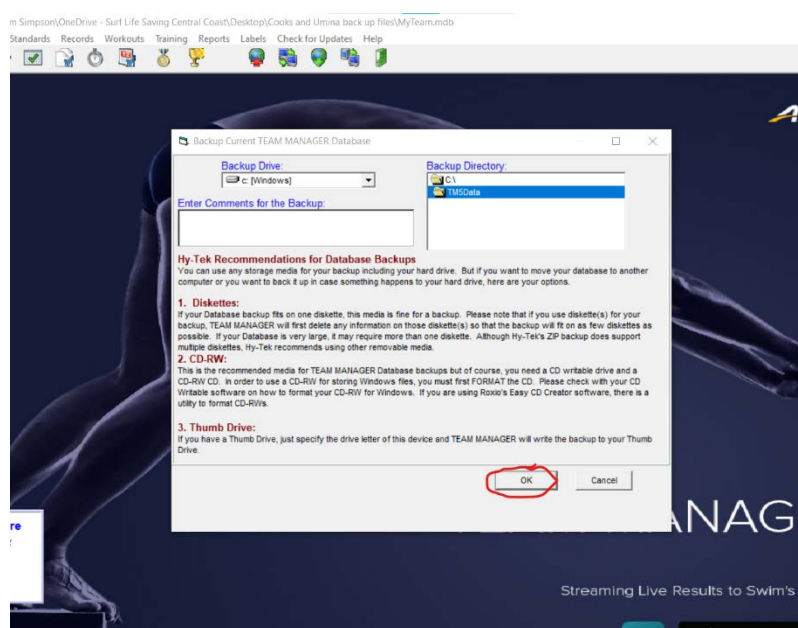 m Simpson\OneDrive - Surf Life Saving Central Coast\Desktop\Cooks and Umina back up files\MyTeam.mdb
Standards Records Workouts Training Reports Labels Check for Updates Help
Backup Current TEAM MANAGER Database
Backup Drive:
c: [Windows]
Backup Directory:
C:\
TM5Data
Enter Comments for the Backup:
Hy-Tek Recommendations for Database Backups
You can use any storage media for your backup including your hard drive. But if you want to move your database to another
computer or you want to back it up in case something happens to your hard drive, here are your options.
1. Diskettes:
If your Database backup fits on one diskette, this media is fine for a backup. Please note that if you use diskette(s) for your
backup, TEAM MANAGER will first delete any information on those diskette(s) so that the backup will fit on as few diskettes as
possible. If your Database is very large, it may require more than one diskette. Although Hy-Tek's ZIP backup does support
multiple diskettes, Hy-Tek recommends using other removable media.
2. CD-RW:
This is the recommended media for TEAM MANAGER Database backups but of course, you need a CD writable drive and a
CD-RW CD. In order to use a CD-RW for storing Windows files, you must first FORMAT the CD. Please check with your CD
Writable software on how to format your CD-RW for Windows. If you are using Roxio's Easy CD Creator software, there is a
utility to format CD-RWs.
3. Thumb Drive:
If you have a Thumb Drive, just specify the drive letter of this device and TEAM MANAGER will write the backup to your Thumb
Drive.
OK Cancel
re
NAG
Streaming Live Results to Swim's